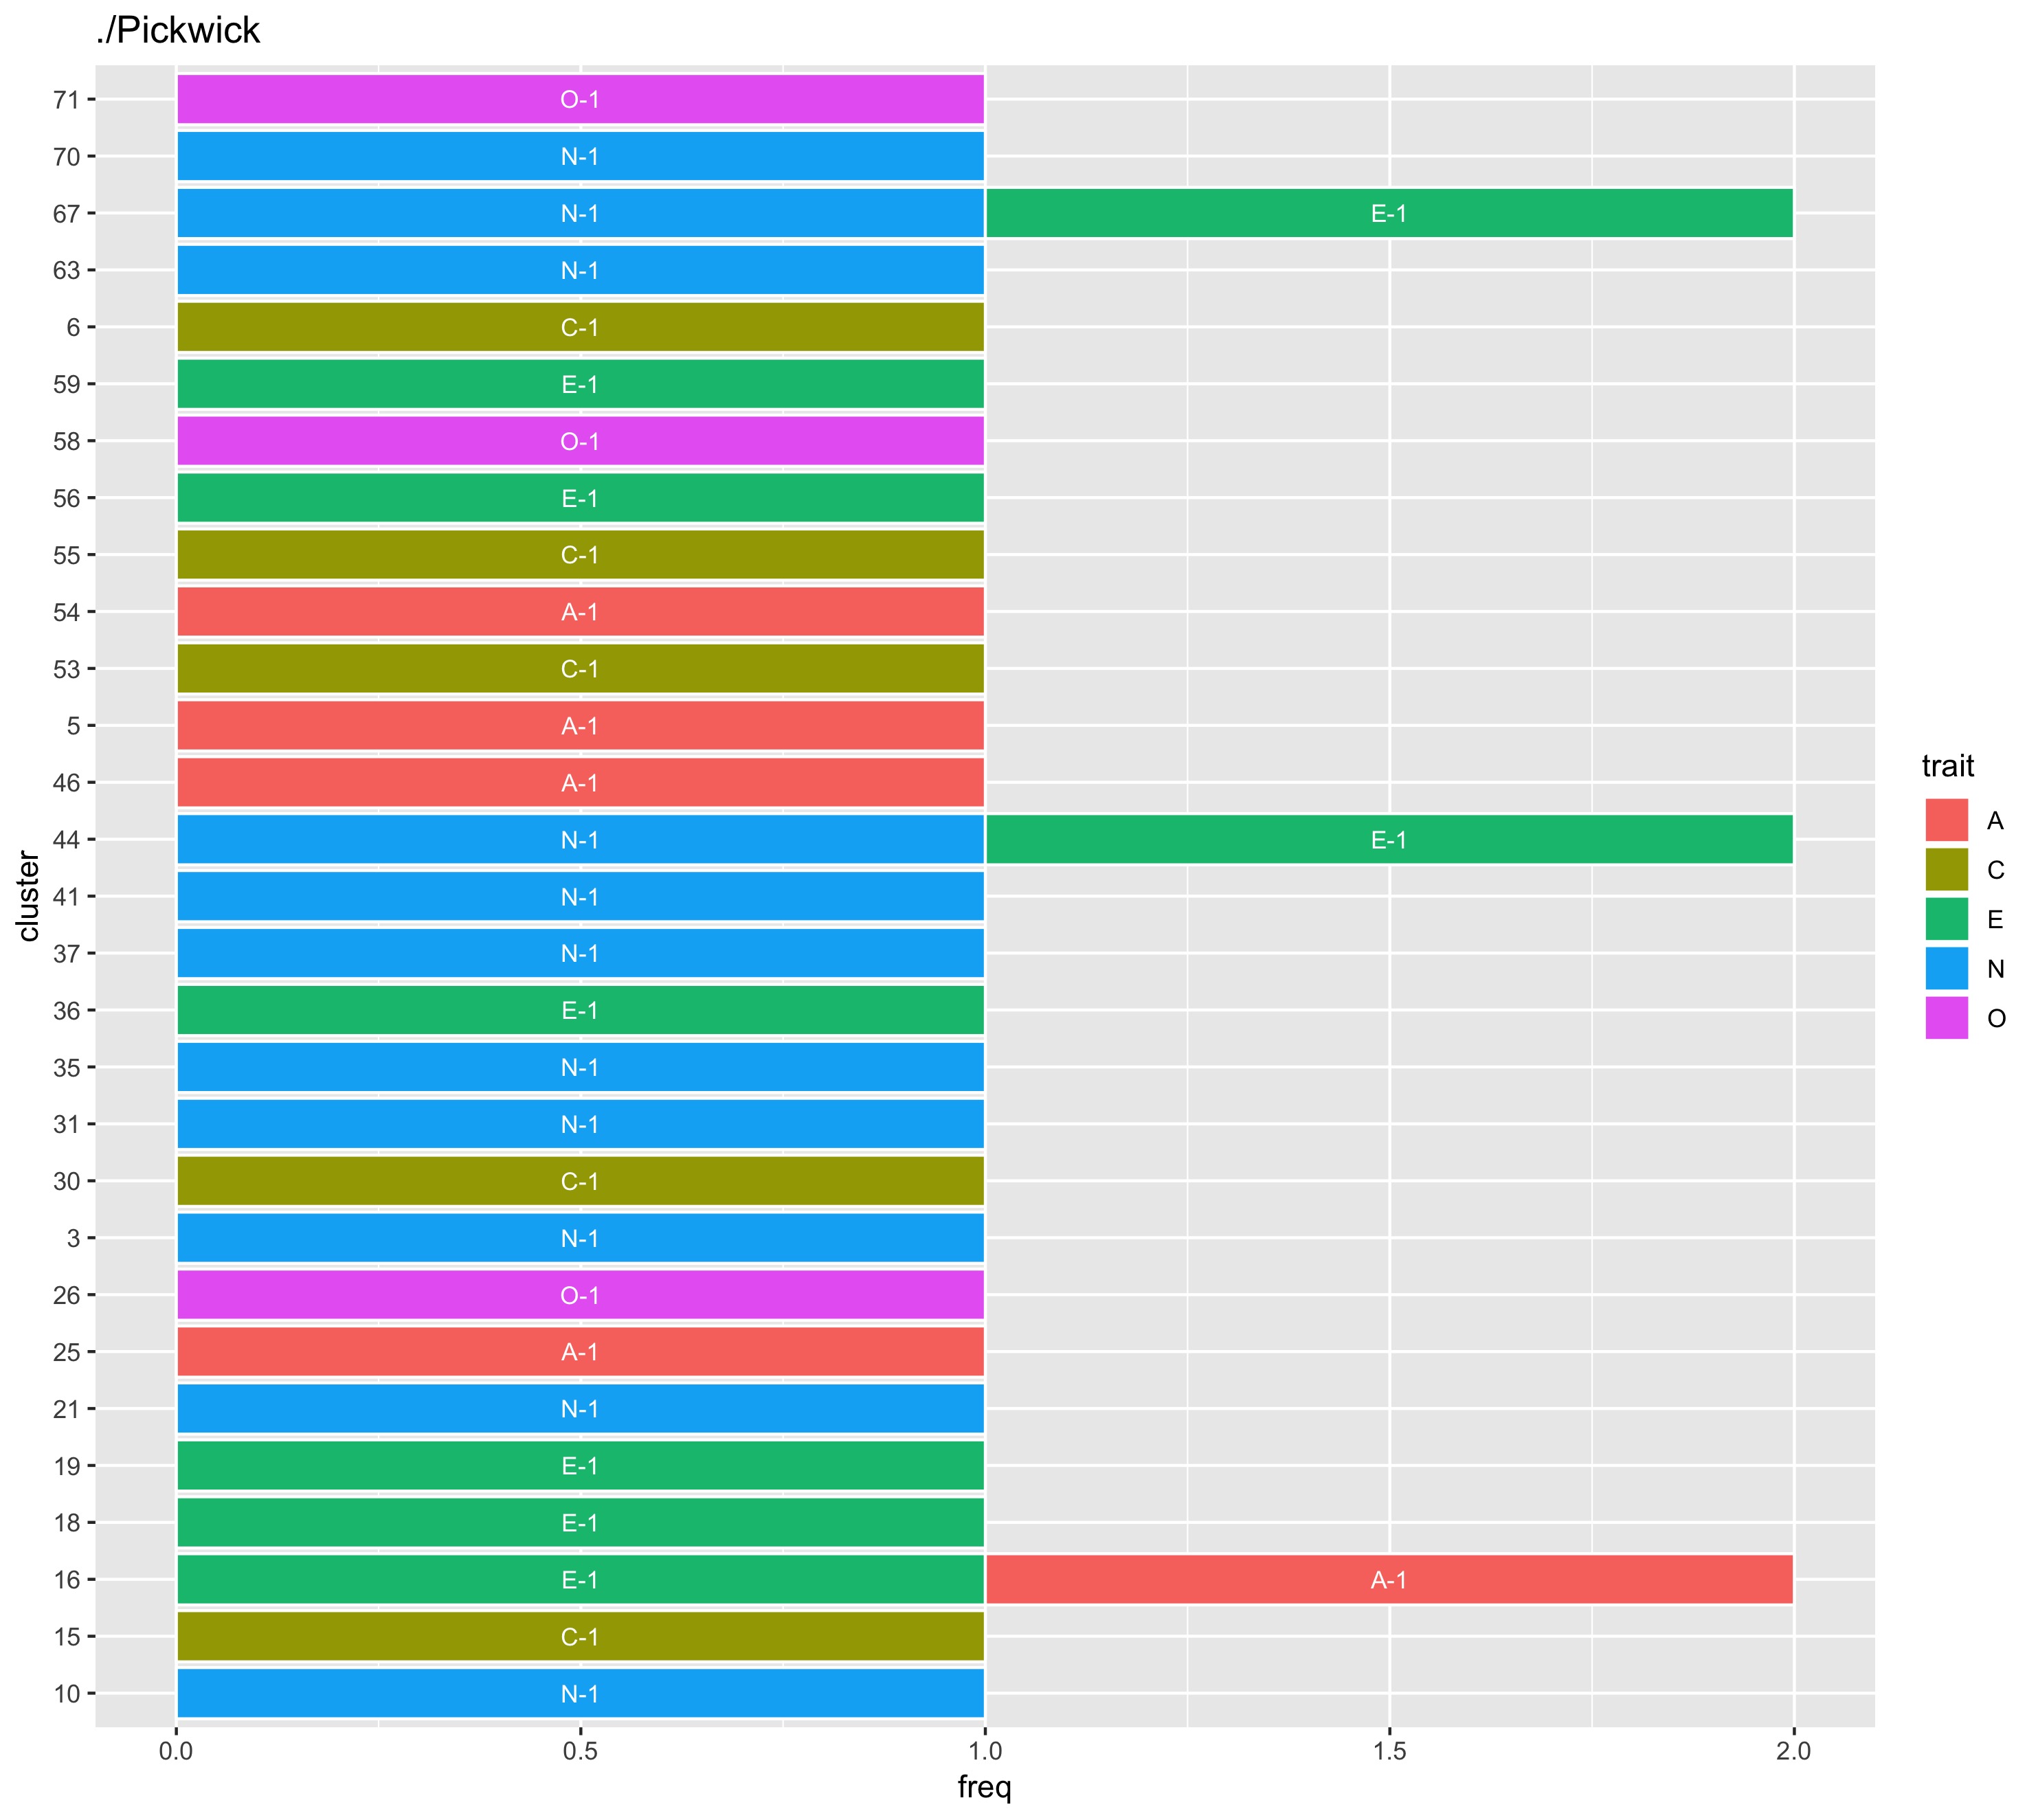 ./Pickwick
71 O-1
70 N-1
67 N-1 E-1
63 N-1
6 C-1
59 E-1
58 O-1
56 E-1
55 C-1
54 A-1
53 C-1
5 A-1
46 A-1
44 N-1 E-1
41 N-1
37 N-1
36 E-1
35 N-1
31 N-1
30 C-1
3 N-1
26 O-1
25 A-1
21 N-1
19 E-1
18 E-1
16 E-1 A-1
15 C-1
10 N-1
0.0 0.5 1.0 1.5 2.0
freq
cluster
trait
A
C
E
N
O